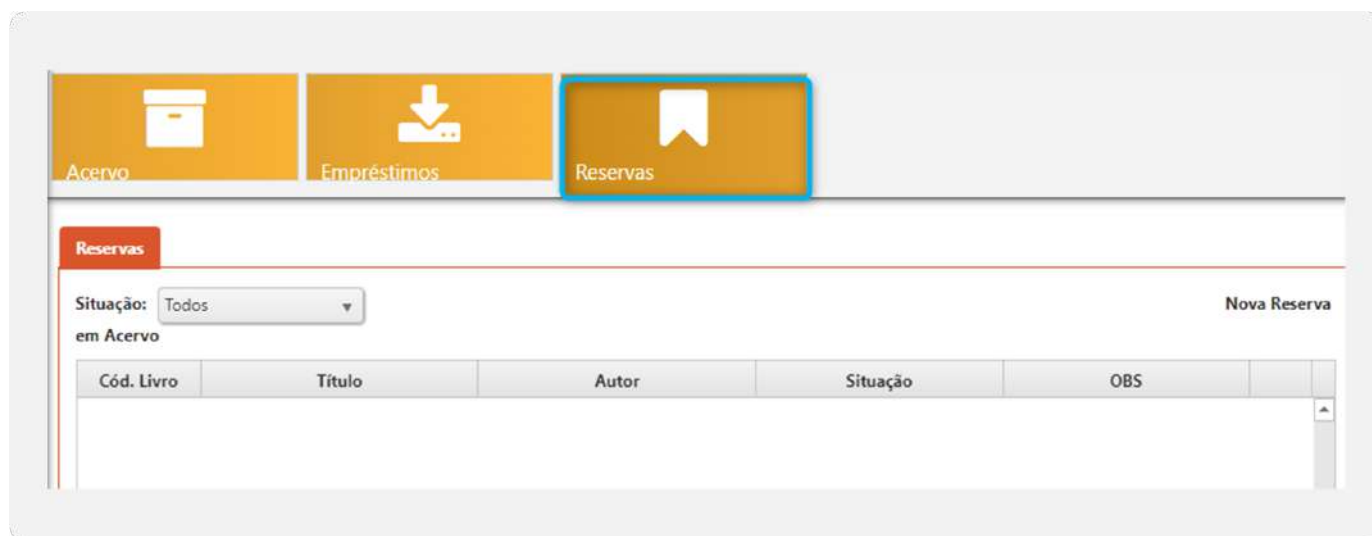 Acervo
Empréstimos
Reservas
Reservas
Situação: Todos
Nova Reserva
em Acervo
Cód. Livro Título Autor Situação OBS